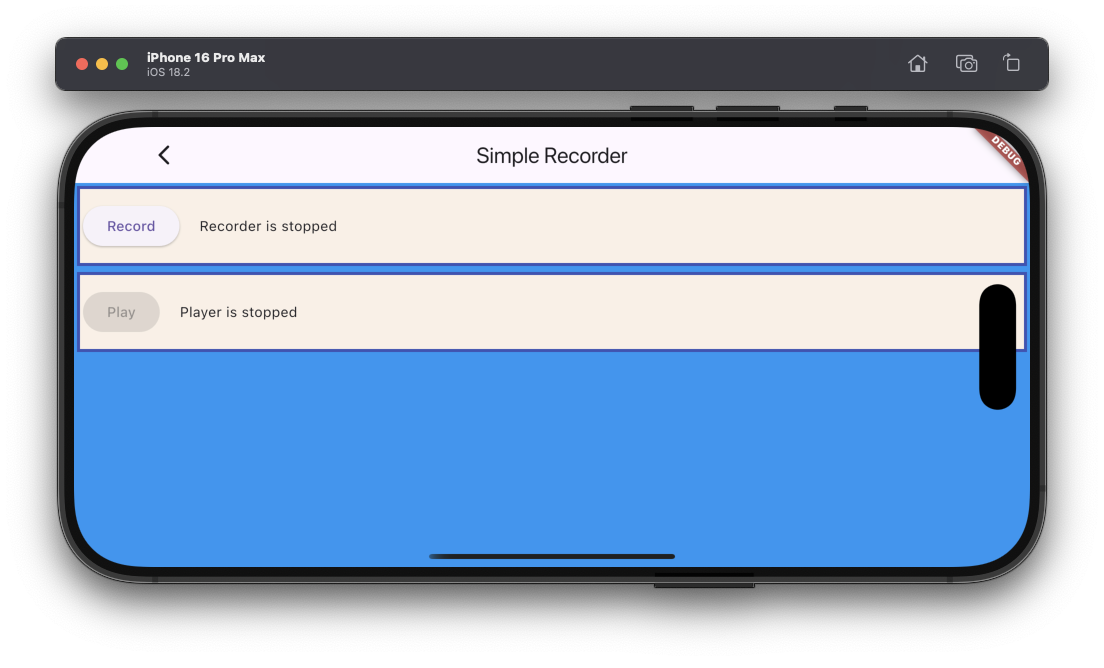 iPhone 16 Pro Max
iOS 18.2
Simple Recorder
DEBUG
Record
Recorder is stopped
Play
Player is stopped